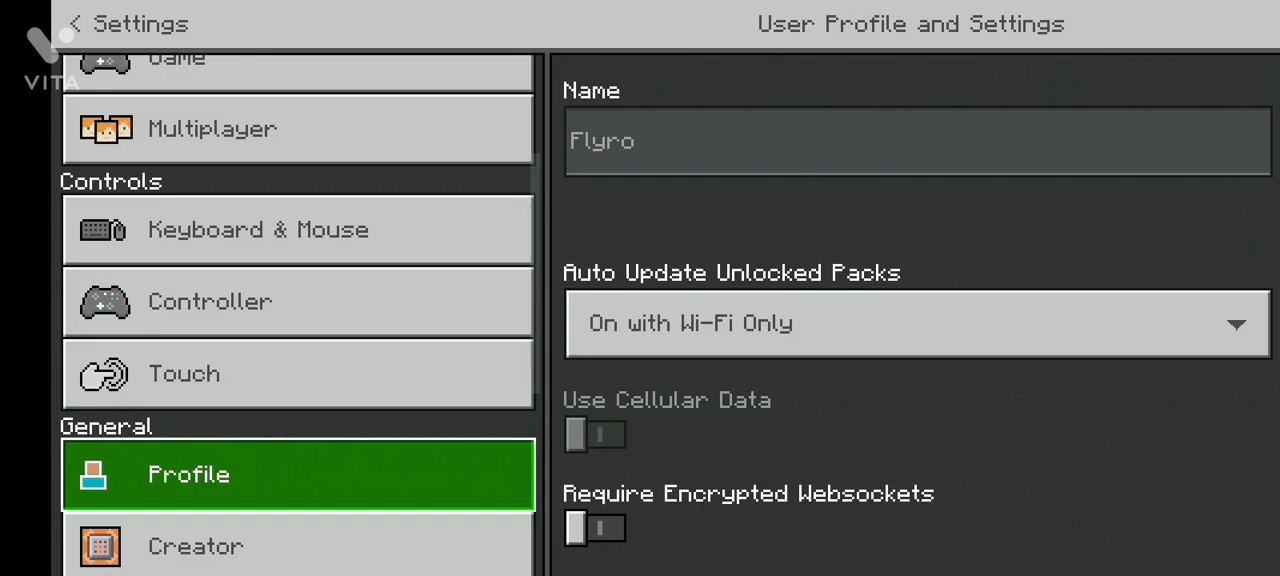 < Settings
User Profile and Settings
VITA
Game
Multiplayer
Controls
Keyboard & Mouse
Controller
Touch
General
Profile
Creator
Name
Flyro
Auto Update Unlocked Packs
On with Wi-Fi Only
Use Cellular Data
Require Encrypted Websockets